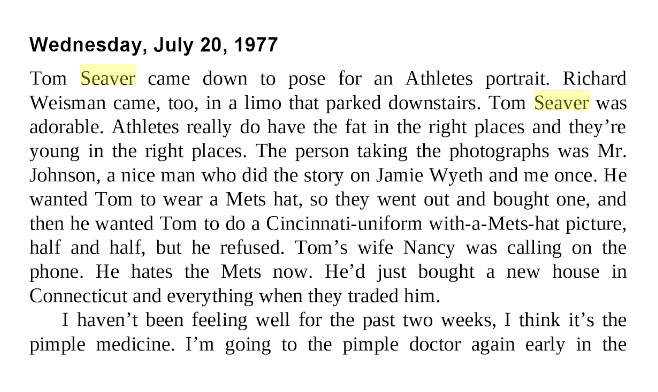 Wednesday, July 20, 1977
Tom Seaver came down to pose for an Athletes portrait. Richard
Weisman came, too, in a limo that parked downstairs. Tom Seaver was
adorable. Athletes really do have the fat in the right places and they’re
young in the right places. The person taking the photographs was Mr.
Johnson, a nice man who did the story on Jamie Wyeth and me once. He
wanted Tom to wear a Mets hat, so they went out and bought one, and
then he wanted Tom to do a Cincinnati-uniform with-a-Mets-hat picture,
half and half, but he refused. Tom’s wife Nancy was calling on the
phone. He hates the Mets now. He’d just bought a new house in
Connecticut and everything when they traded him.
I haven’t been feeling well for the past two weeks, I think it’s the
pimple medicine. I’m going to the pimple doctor again early in the